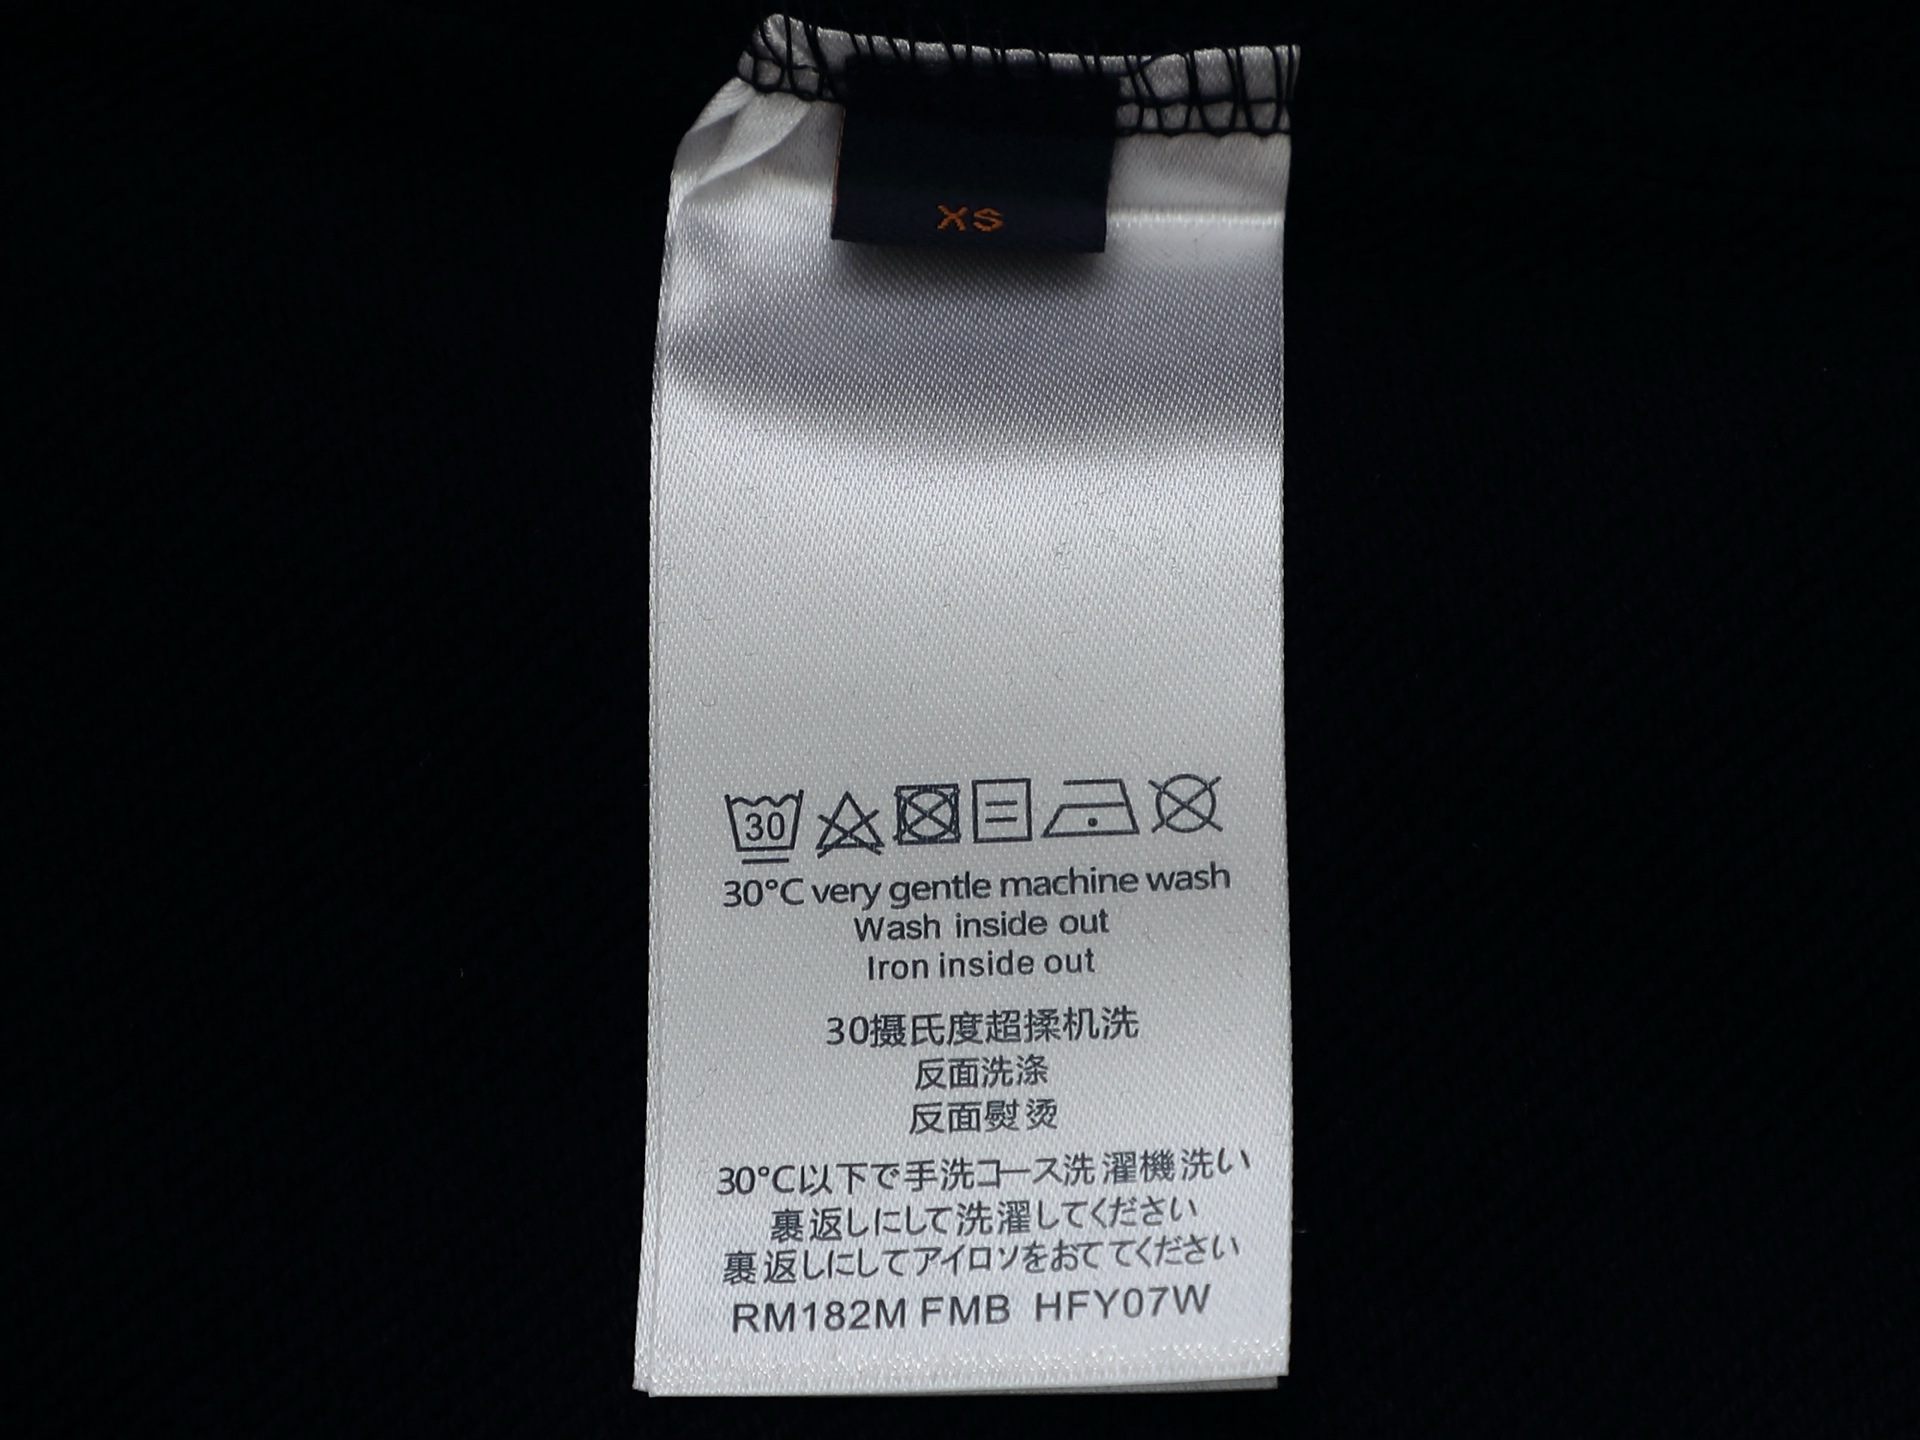 XS
30
30°C very gentle machine wash
Wash inside out
Iron inside out
30摄氏度超揉机洗
反面洗涤
反面熨烫
30°C以下で手洗コース洗濯機洗い
裏返しにして洗濯してください
裏返しにしてアイロソをおててください
RM182M FMB HFY07W